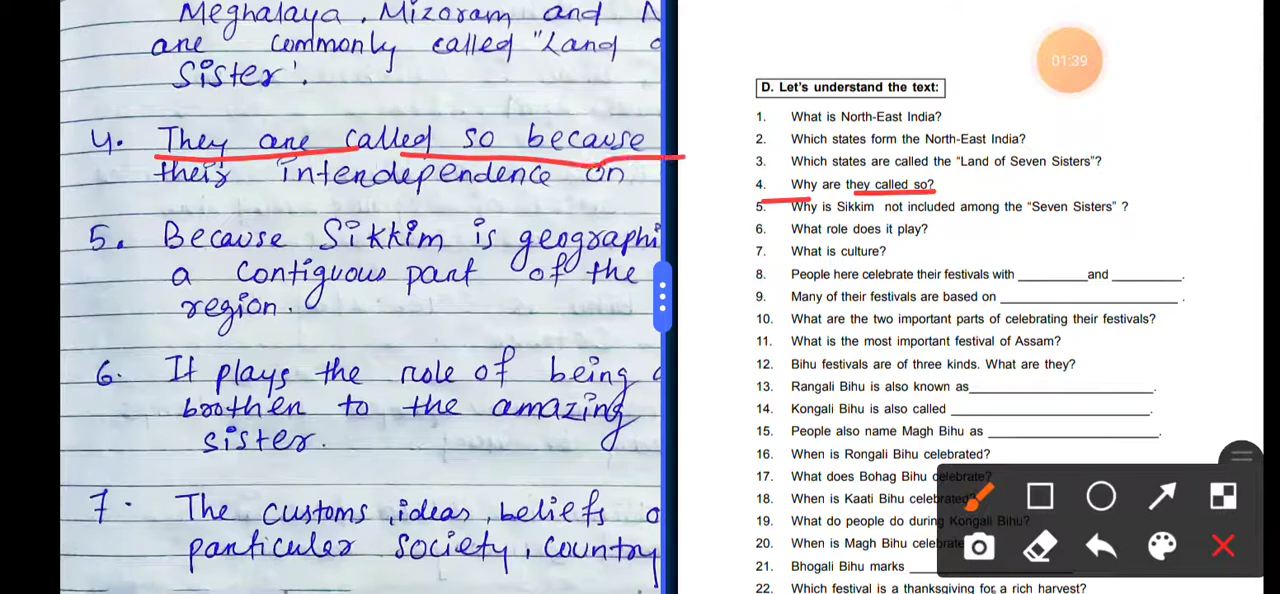 Meghalaya, Mizoram and N
are commonly called "Land
Sister'.
4. They are called so because
their interdependence on
5. Because Sikkim is geographi
a contiguous part of the
region.
6. It plays the role of being a
broother to the amazing
sister.
7. The customs, ideas, beliefs o
particular society, country
01:39
D. Let's understand the text:
1. What is North-East India?
2. Which states form the North-East India?
3. Which states are called the "Land of Seven Sisters"?
4. Why are they called so?
5. Why is Sikkim not included among the "Seven Sisters" ?
6. What role does it play?
7. What is culture?
8. People here celebrate their festivals with ________and ________.
9. Many of their festivals are based on ____________________ .
10. What are the two important parts of celebrating their festivals?
11. What is the most important festival of Assam?
12. Bihu festivals are of three kinds. What are they?
13. Rangali Bihu is also known as____________________.
14. Kongali Bihu is also called ____________________.
15. People also name Magh Bihu as ____________________.
16. When is Rongali Bihu celebrated?
17. What does Bohag Bihu celebrate?
18. When is Kaati Bihu celebrated?
19. What do people do during Kongali Bihu?
20. When is Magh Bihu celebrate
21. Bhogali Bihu marks ____________________
22. Which festival is a thanksgiving for a rich harvest?